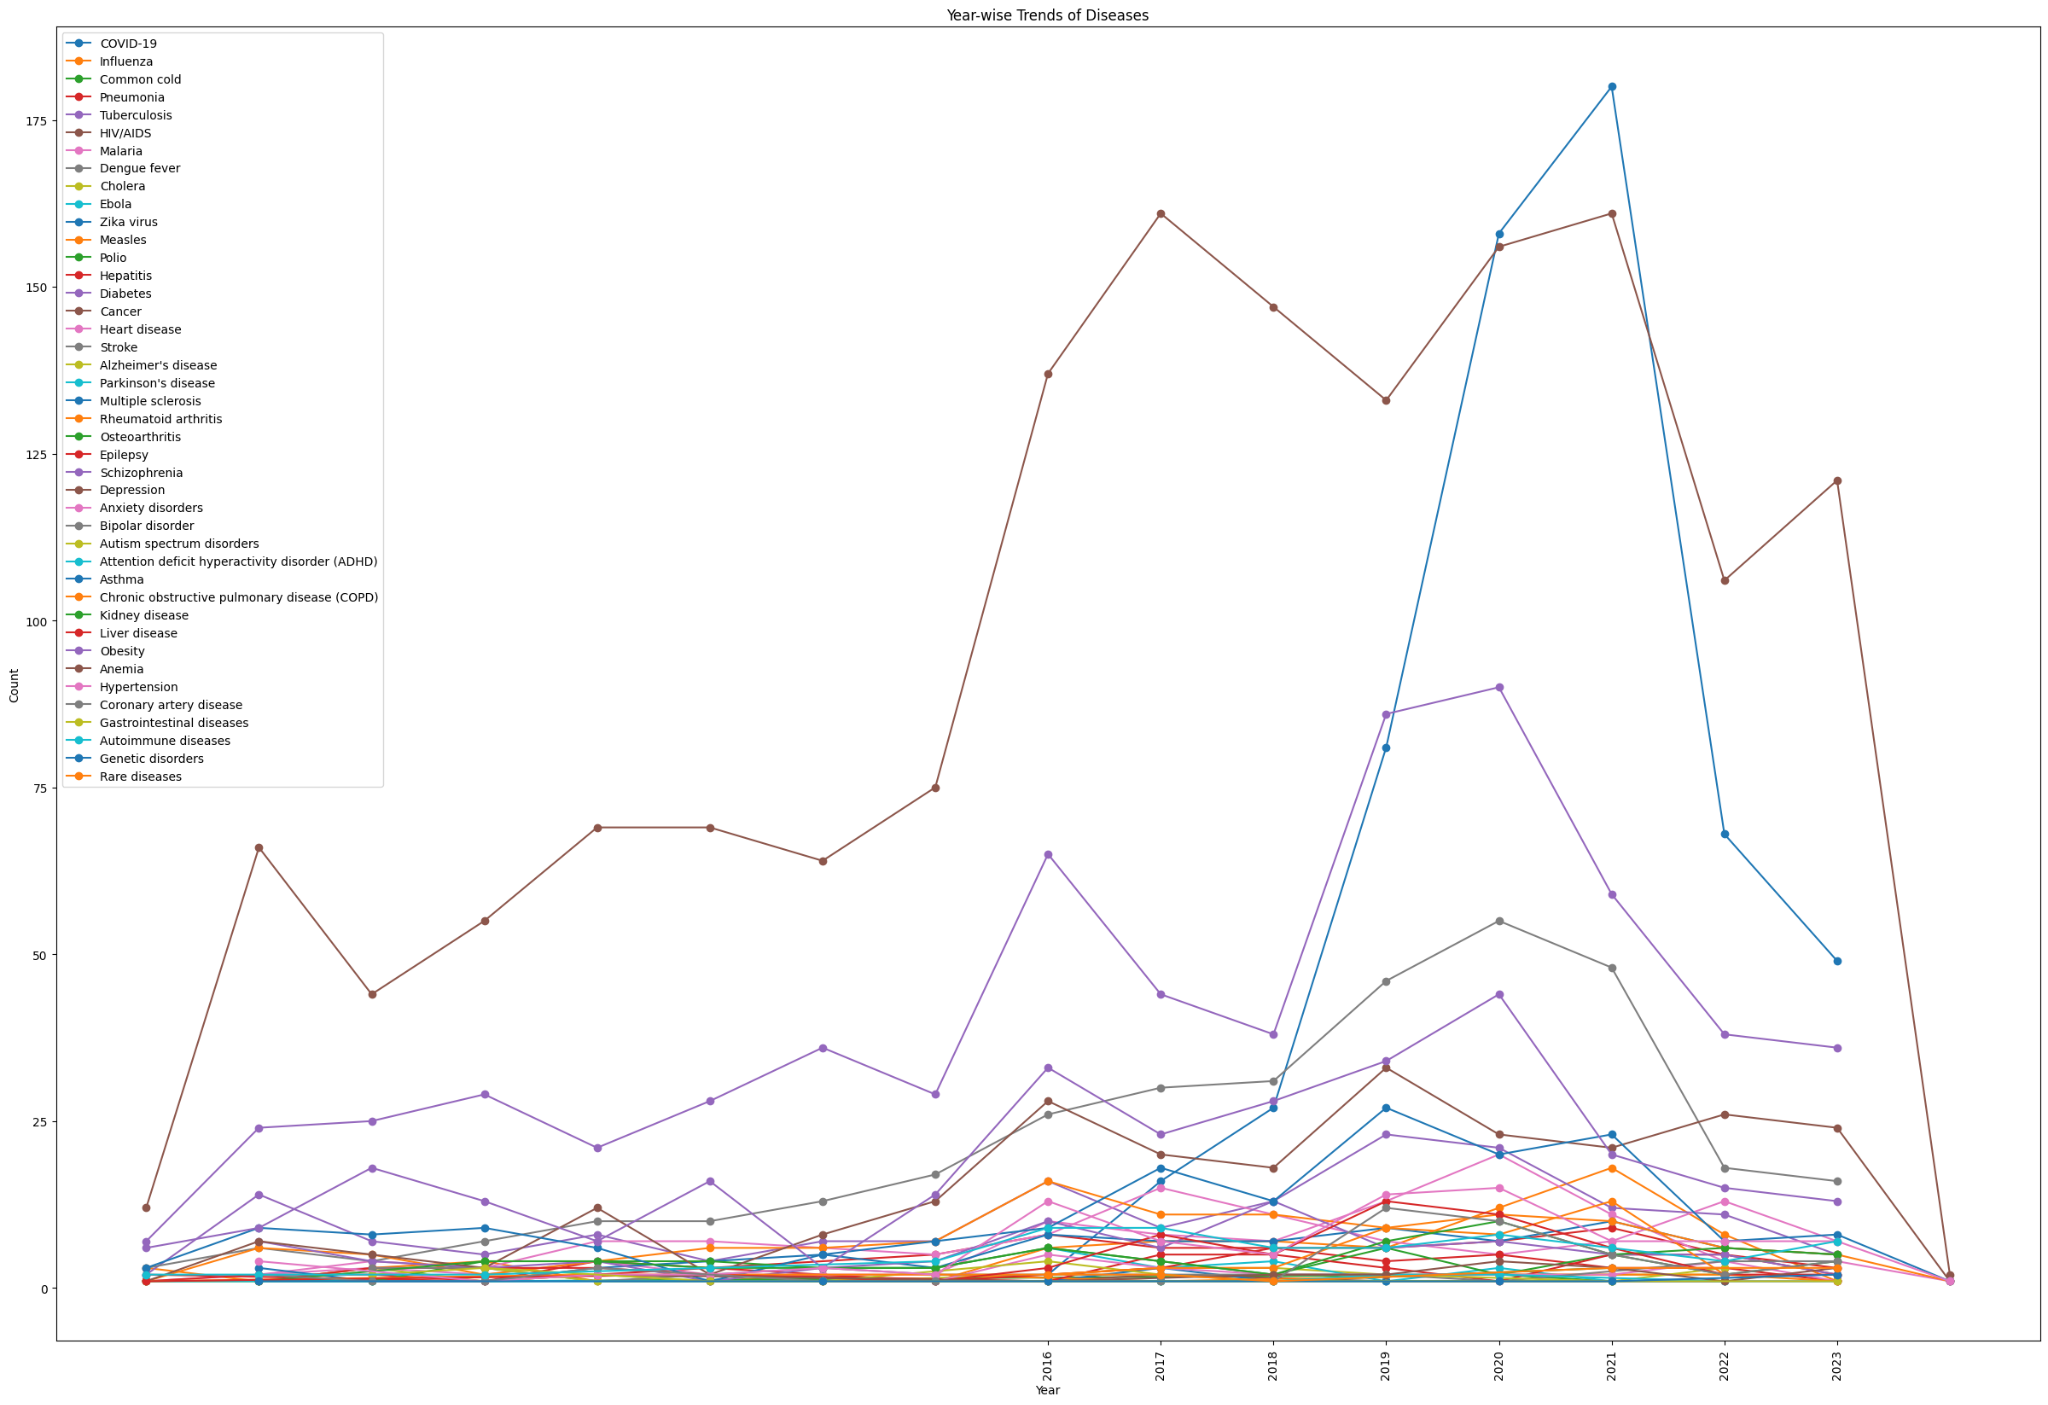 Year-wise Trends of Diseases
COVID-19
Influenza
Common cold
Pneumonia
Tuberculosis
HIV/AIDS
Malaria
Dengue fever
Cholera
Ebola
Zika virus
Measles
Polio
Hepatitis
Diabetes
Cancer
Heart disease
Stroke
Alzheimer's disease
Parkinson's disease
Multiple sclerosis
Rheumatoid arthritis
Osteoarthritis
Epilepsy
Schizophrenia
Depression
Anxiety disorders
Bipolar disorder
Autism spectrum disorders
Attention deficit hyperactivity disorder (ADHD)
Asthma
Chronic obstructive pulmonary disease (COPD)
Kidney disease
Liver disease
Obesity
Anemia
Hypertension
Coronary artery disease
Gastrointestinal diseases
Autoimmune diseases
Genetic disorders
Rare diseases
175
150
125
100
75
50
25
0
Count
2016
2017
2018
2019
2020
2021
2022
2023
Year